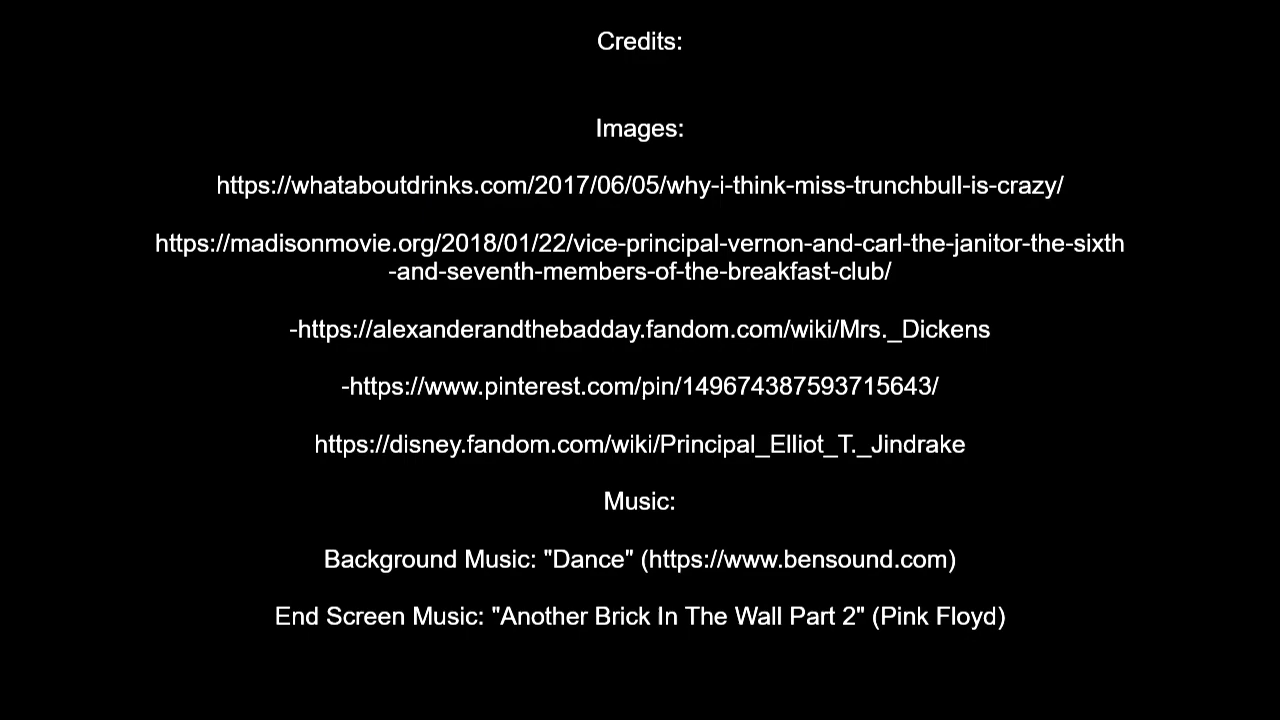 Credits:
Images:
https://whataboutdrinks.com/2017/06/05/why-i-think-miss-trunchbull-is-crazy/
https://madisonmovie.org/2018/01/22/vice-principal-vernon-and-carl-the-janitor-the-sixth
-and-seventh-members-of-the-breakfast-club/
-https://alexanderandthebadday.fandom.com/wiki/Mrs._Dickens
-https://www.pinterest.com/pin/149674387593715643/
https://disney.fandom.com/wiki/Principal_Elliot_T._Jindrake
Music:
Background Music: "Dance" (https://www.bensound.com)
End Screen Music: "Another Brick In The Wall Part 2" (Pink Floyd)